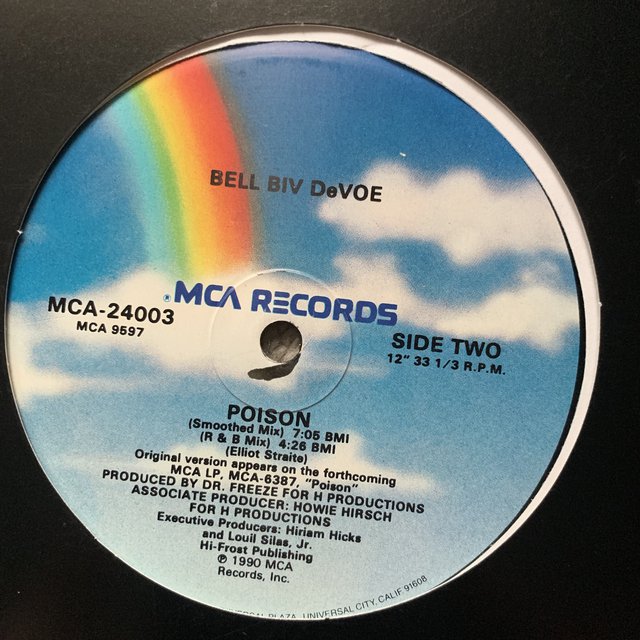 BELL BIV DeVOE
® MCA RECORDS
MCA-24003
MCA 9597
SIDE TWO
12" 33 1/3 R.P.M.
POISON
(Smoothed Mix) 7:05 BMI
(R & B Mix) 4:26 BMI
(Elliot Straite)
Original version appears on the forthcoming
MCA LP, MCA-6387, "Poison"
PRODUCED BY DR. FREEZE FOR H PRODUCTIONS
ASSOCIATE PRODUCER: HOWIE HIRSCH
FOR H PRODUCTIONS
Executive Producers: Hiriam Hicks
and Louil Silas, Jr.
Hi-Frost Publishing
℗ 1990 MCA
Records, Inc.
PLAZA, UNIVERSAL CITY, CALIF. 91608